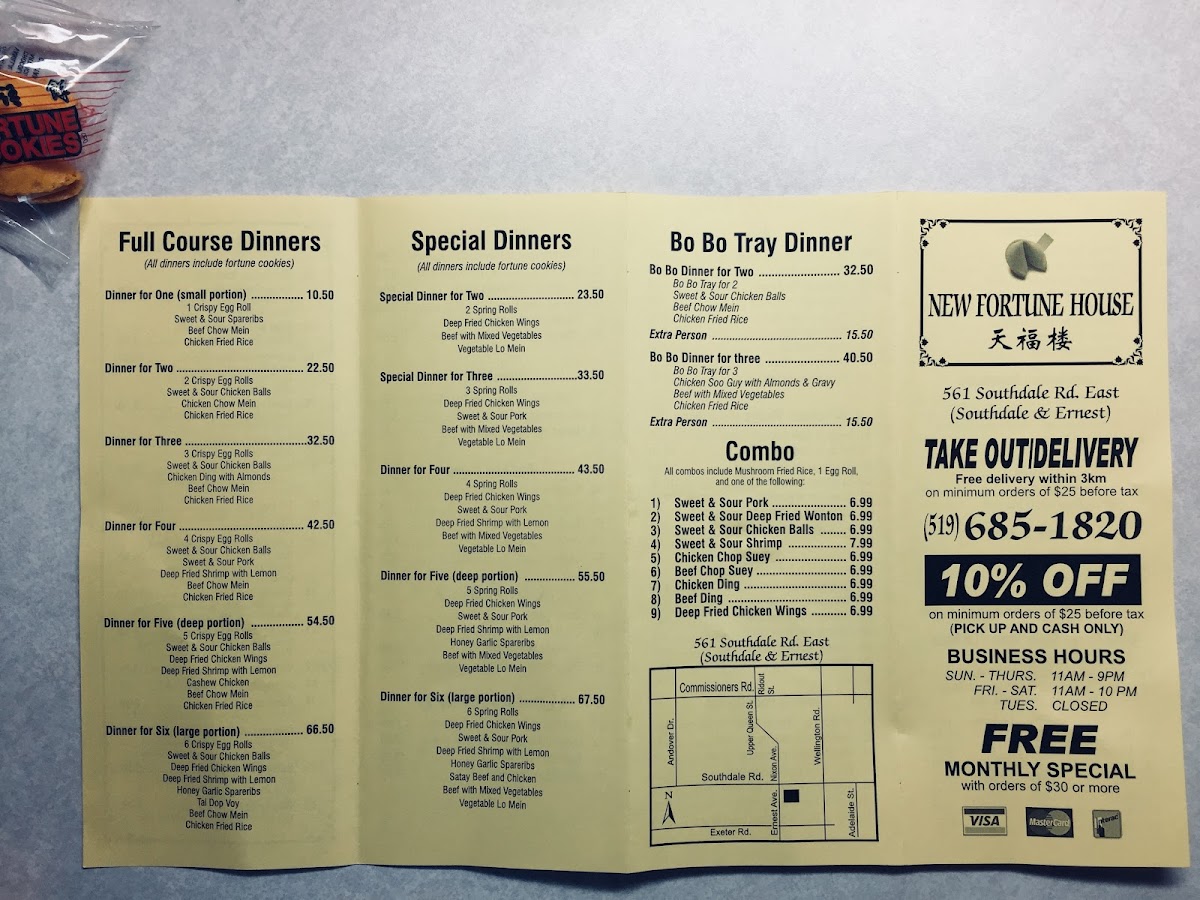 RTUNE
OKIES
Full Course Dinners
(All dinners include fortune cookies)
Dinner for One (small portion) ................ 10.50
1 Crispy Egg Roll
Sweet & Sour Spareribs
Beef Chow Mein
Chicken Fried Rice
Dinner for Two ........................................ 22.50
2 Crispy Egg Rolls
Sweet & Sour Chicken Balls
Chicken Chow Mein
Chicken Fried Rice
Dinner for Three ......................................32.50
3 Crispy Egg Rolls
Sweet & Sour Chicken Balls
Chicken Ding with Almonds
Beef Chow Mein
Chicken Fried Rice
Dinner for Four ....................................... 42.50
4 Crispy Egg Rolls
Sweet & Sour Chicken Balls
Sweet & Sour Pork
Deep Fried Shrimp with Lemon
Beef Chow Mein
Chicken Fried Rice
Dinner for Five (deep portion) ................ 54.50
5 Crispy Egg Rolls
Sweet & Sour Chicken Balls
Deep Fried Chicken Wings
Deep Fried Shrimp with Lemon
Cashew Chicken
Beef Chow Mein
Chicken Fried Rice
Dinner for Six (large portion) .................. 66.50
6 Crispy Egg Rolls
Sweet & Sour Chicken Balls
Deep Fried Chicken Wings
Deep Fried Shrimp with Lemon
Honey Garlic Spareribs
Tai Dop Voy
Beef Chow Mein
Chicken Fried Rice
Special Dinners
(All dinners include fortune cookies)
Special Dinner for Two ........................... 23.50
2 Spring Rolls
Deep Fried Chicken Wings
Beef with Mixed Vegetables
Vegetable Lo Mein
Special Dinner for Three .........................33.50
3 Spring Rolls
Deep Fried Chicken Wings
Sweet & Sour Pork
Beef with Mixed Vegetables
Vegetable Lo Mein
Dinner for Four ....................................... 43.50
4 Spring Rolls
Deep Fried Chicken Wings
Sweet & Sour Pork
Deep Fried Shrimp with Lemon
Beef with Mixed Vegetables
Vegetable Lo Mein
Dinner for Five (deep portion) ................ 55.50
5 Spring Rolls
Deep Fried Chicken Wings
Sweet & Sour Pork
Deep Fried Shrimp with Lemon
Honey Garlic Spareribs
Beef with Mixed Vegetables
Vegetable Lo Mein
Dinner for Six (large portion) .................. 67.50
6 Spring Rolls
Deep Fried Chicken Wings
Sweet & Sour Pork
Deep Fried Shrimp with Lemon
Honey Garlic Spareribs
Satay Beef and Chicken
Beef with Mixed Vegetables
Vegetable Lo Mein
Bo Bo Tray Dinner
Bo Bo Dinner for Two ......................... 32.50
Bo Bo Tray for 2
Sweet & Sour Chicken Balls
Beef Chow Mein
Chicken Fried Rice
Extra Person ........................................ 15.50
Bo Bo Dinner for three ....................... 40.50
Bo Bo Tray for 3
Chicken Soo Guy with Almonds & Gravy
Beef with Mixed Vegetables
Chicken Fried Rice
Extra Person ........................................ 15.50
Combo
All combos include Mushroom Fried Rice, 1 Egg Roll,
and one of the following:
1) Sweet & Sour Pork ...................... 6.99
2) Sweet & Sour Deep Fried Wonton 6.99
3) Sweet & Sour Chicken Balls ....... 6.99
4) Sweet & Sour Shrimp ................. 7.99
5) Chicken Chop Suey .................... 6.99
6) Beef Chop Suey .......................... 6.99
7) Chicken Ding .............................. 6.99
8) Beef Ding ................................... 6.99
9) Deep Fried Chicken Wings .......... 6.99
561 Southdale Rd. East
(Southdale & Ernest)
Commissioners Rd.
Ridout St.
Andover Dr.
Upper Queen St.
Wellington Rd.
Nixon Ave.
Southdale Rd.
N
Ernest Ave.
Adelaide St.
Exeter Rd.
NEW FORTUNE HOUSE
天福楼
561 Southdale Rd. East
(Southdale & Ernest)
TAKE OUT/DELIVERY
Free delivery within 3km
on minimum orders of $25 before tax
(519) 685-1820
10% OFF
on minimum orders of $25 before tax
(PICK UP AND CASH ONLY)
BUSINESS HOURS
SUN. - THURS. 11AM - 9PM
FRI. - SAT. 11AM - 10 PM
TUES. CLOSED
FREE
MONTHLY SPECIAL
with orders of $30 or more
VISA
MasterCard
Interac